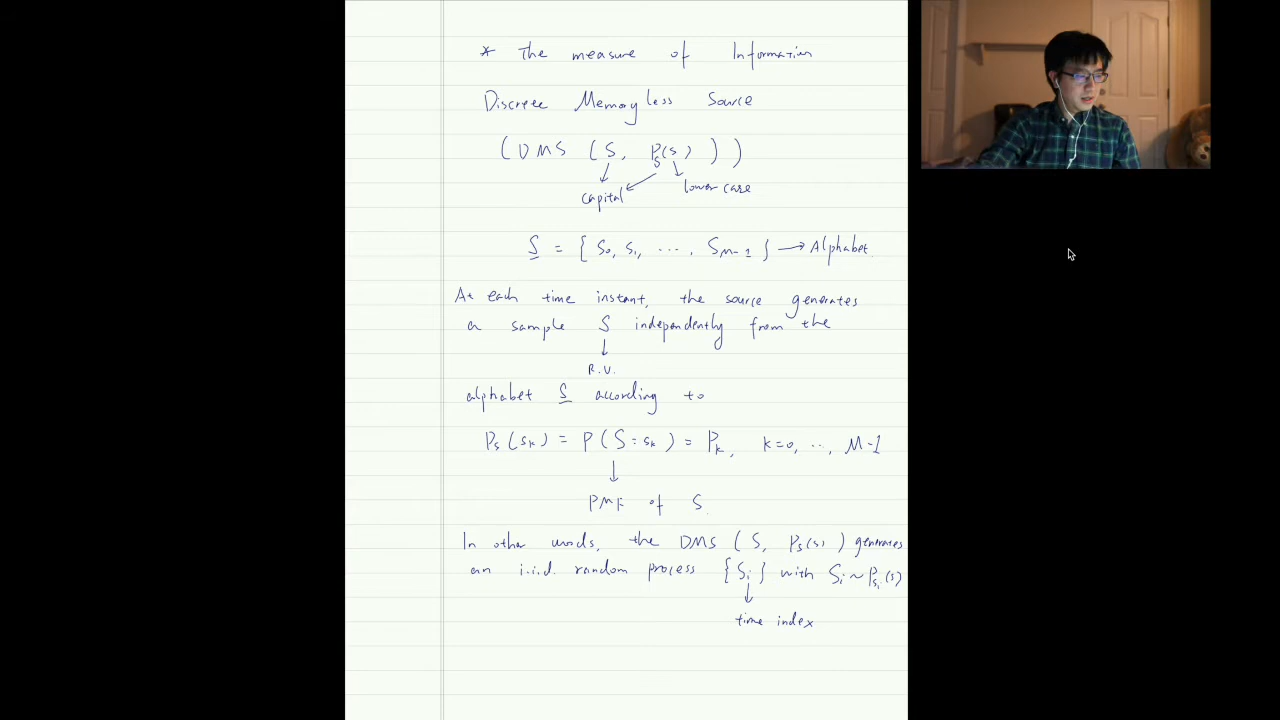 * The measure of Information
Discrete Memoryless Source
(DMS (S, Ps(s)))
capital
lower case
S = {S0, S1, ..., SM-1} → Alphabet.
At each time instant, the source generates
a sample S independently from the
R.V.
alphabet S according to
Ps(sk) = P(S=sk) = Pk, k=0, .., M-1
PMF of S.
In other words, the DMS (S, Ps(s)) generates
an i.i.d. random process {Si} with Si~Psi(s)
time index